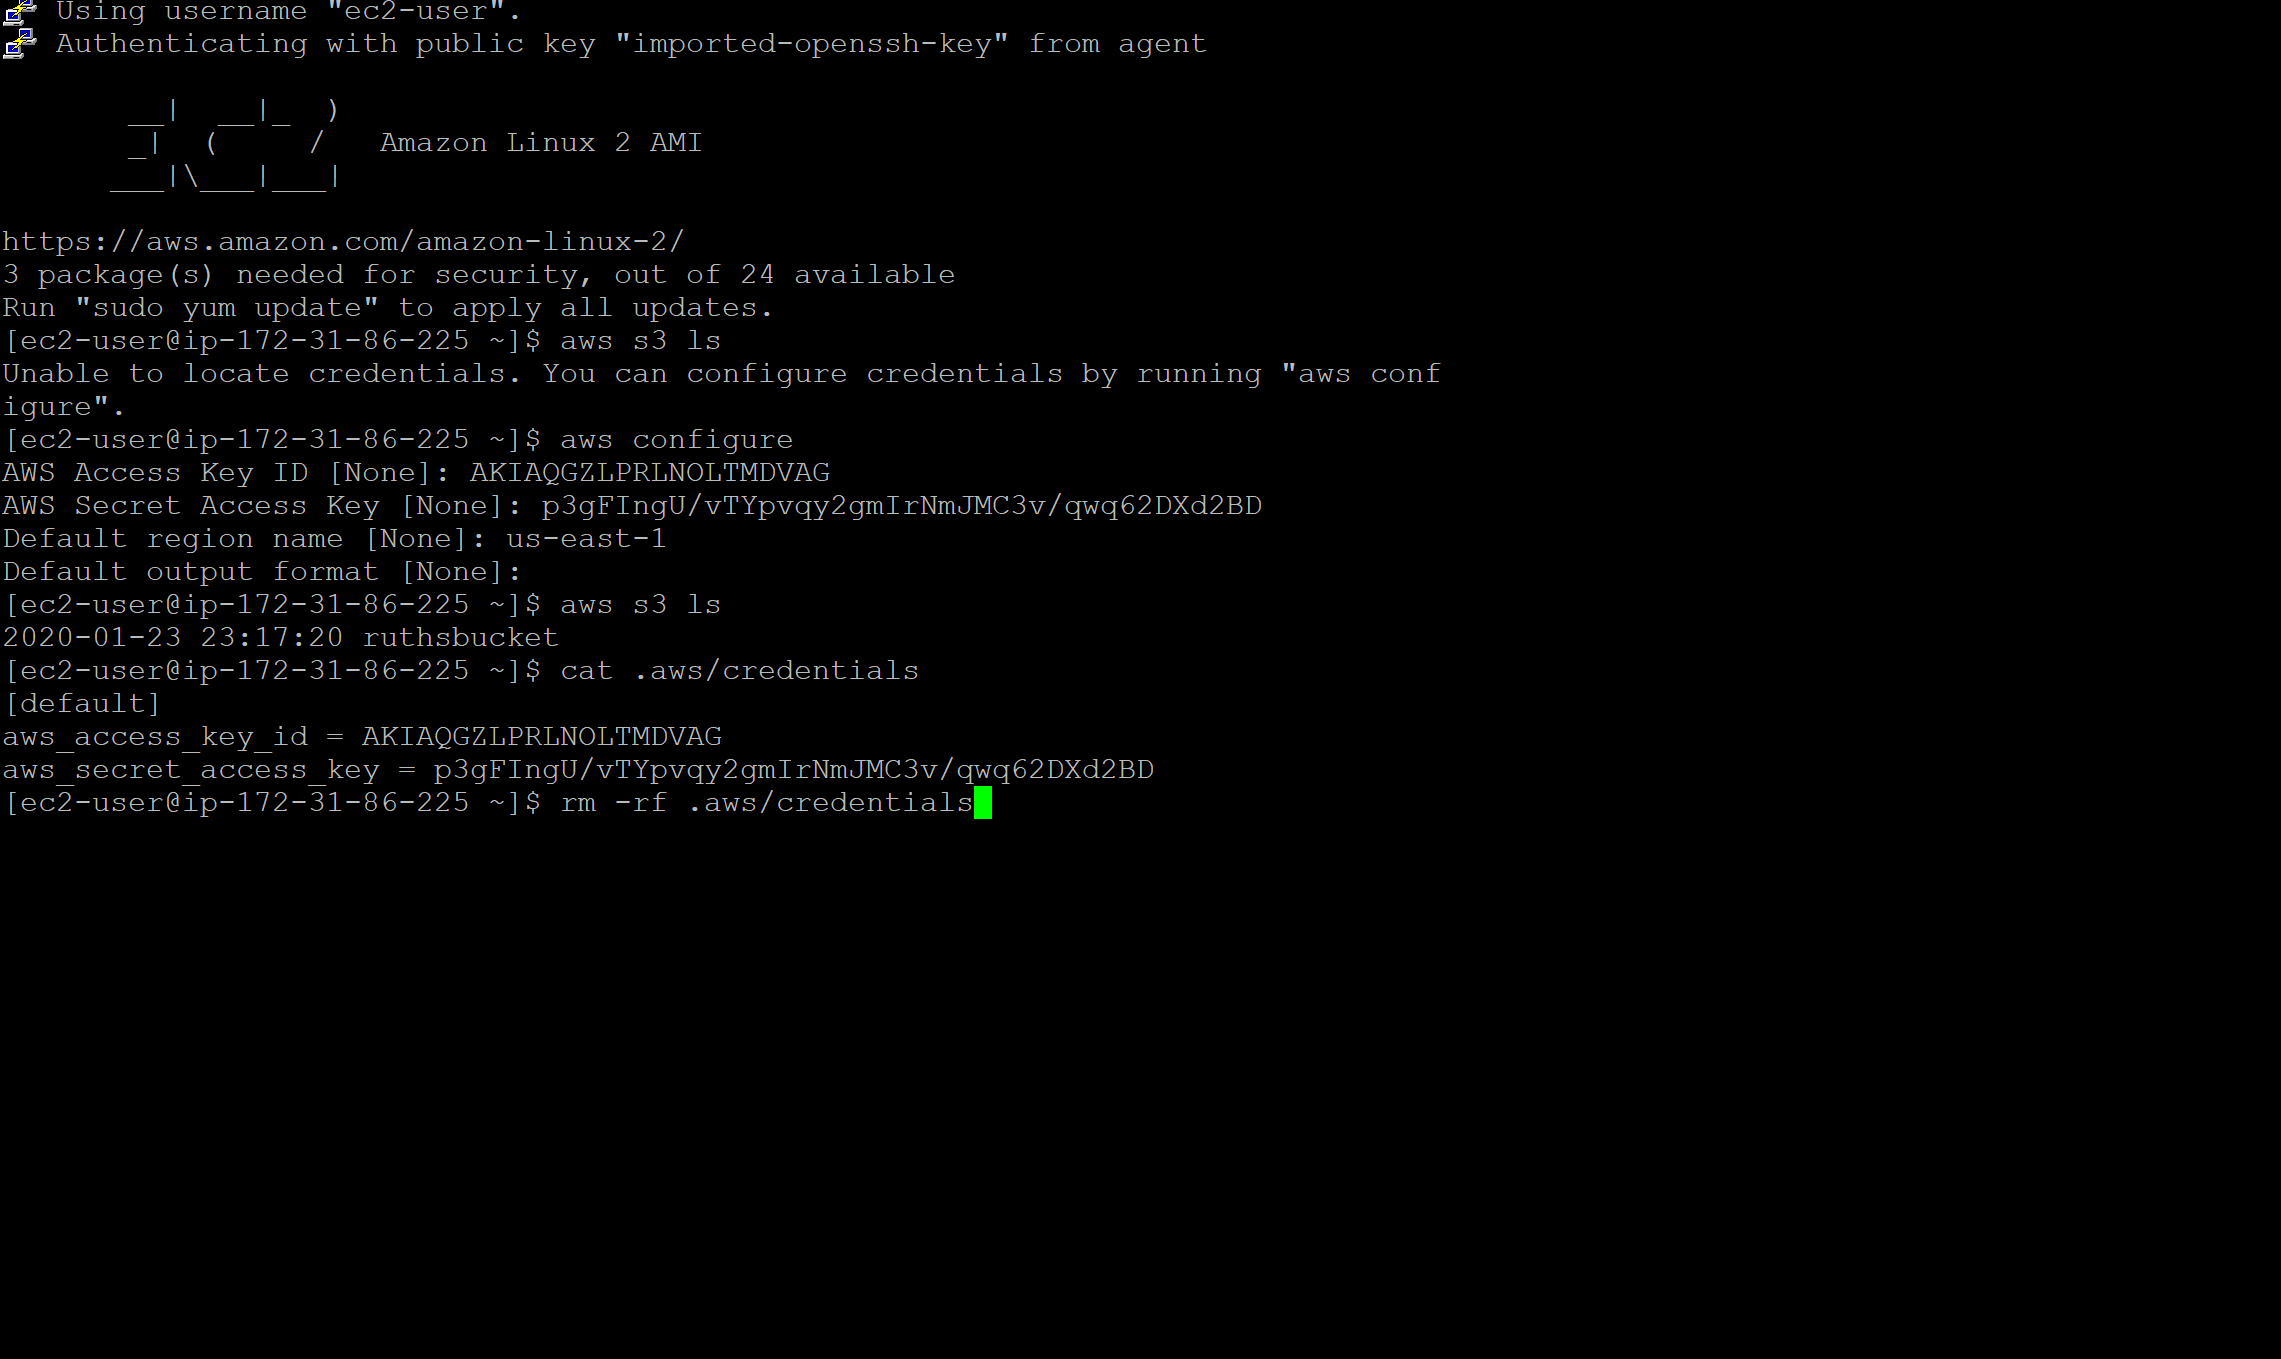 Using username "ec2-user".
Authenticating with public key "imported-openssh-key" from agent
__|  __|_  )
_|  (     /   Amazon Linux 2 AMI
___|\___|___|
https://aws.amazon.com/amazon-linux-2/
3 package(s) needed for security, out of 24 available
Run "sudo yum update" to apply all updates.
[ec2-user@ip-172-31-86-225 ~]$ aws s3 ls
Unable to locate credentials. You can configure credentials by running "aws conf
igure".
[ec2-user@ip-172-31-86-225 ~]$ aws configure
AWS Access Key ID [None]: AKIAQGZLPRLNOLTMDVAG
AWS Secret Access Key [None]: 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
Default region name [None]: us-east-1
Default output format [None]:
[ec2-user@ip-172-31-86-225 ~]$ aws s3 ls
2020-01-23 23:17:20 ruthsbucket
[ec2-user@ip-172-31-86-225 ~]$ cat .aws/credentials
[default]
aws_access_key_id = AKIAQGZLPRLNOLTMDVAG
aws_secret_access_key = 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
[ec2-user@ip-172-31-86-225 ~]$ rm -rf .aws/credentials